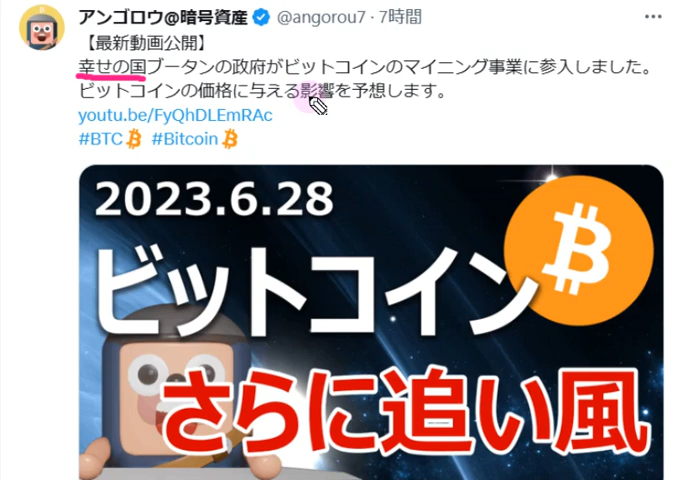 アンゴロウ@暗号資産 @angorou7・7時間
【最新動画公開】
幸せの国ブータンの政府がビットコインのマイニング事業に参入しました。
ビットコインの価格に与える影響を予想します。
youtu.be/FyQhDLEmRAc
#BTC #Bitcoin
2023.6.28
ビットコイン
さらに追い風